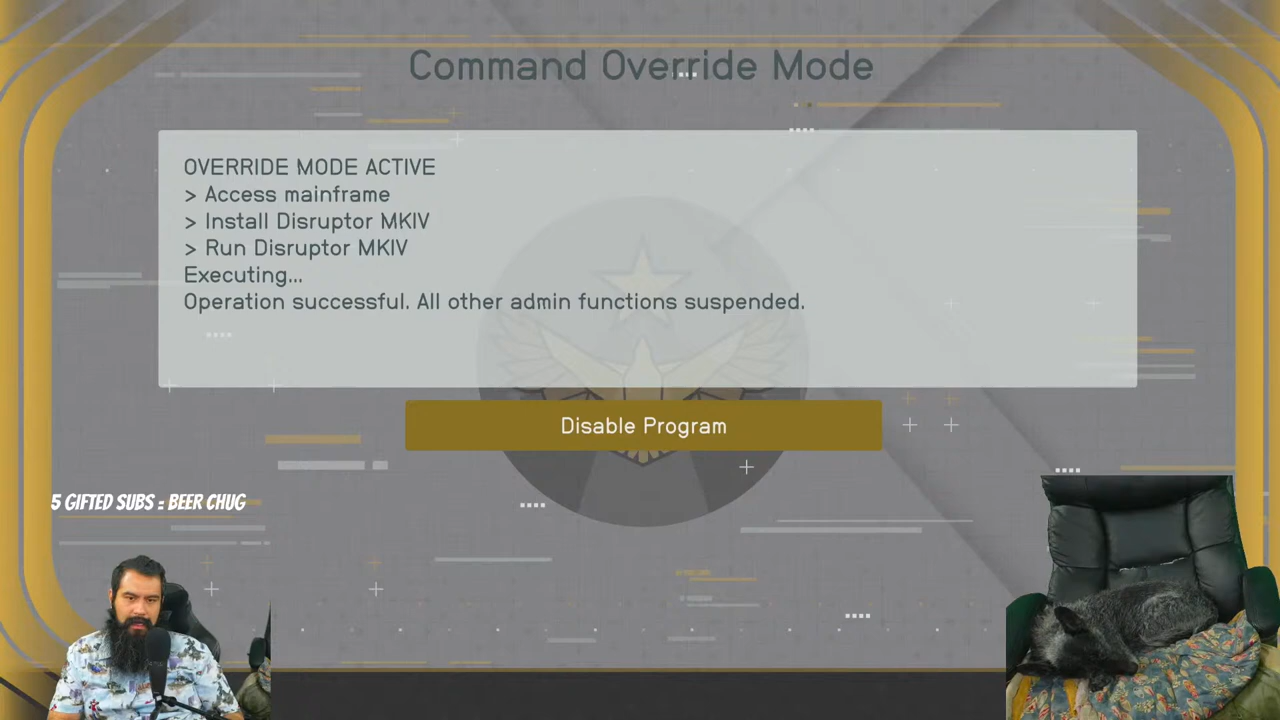 Command Override Mode
OVERRIDE MODE ACTIVE
> Access mainframe
> Install Disruptor MKIV
> Run Disruptor MKIV
Executing...
Operation successful. All other admin functions suspended.
Disable Program
5 GIFTED SUBS = BEER CHUG